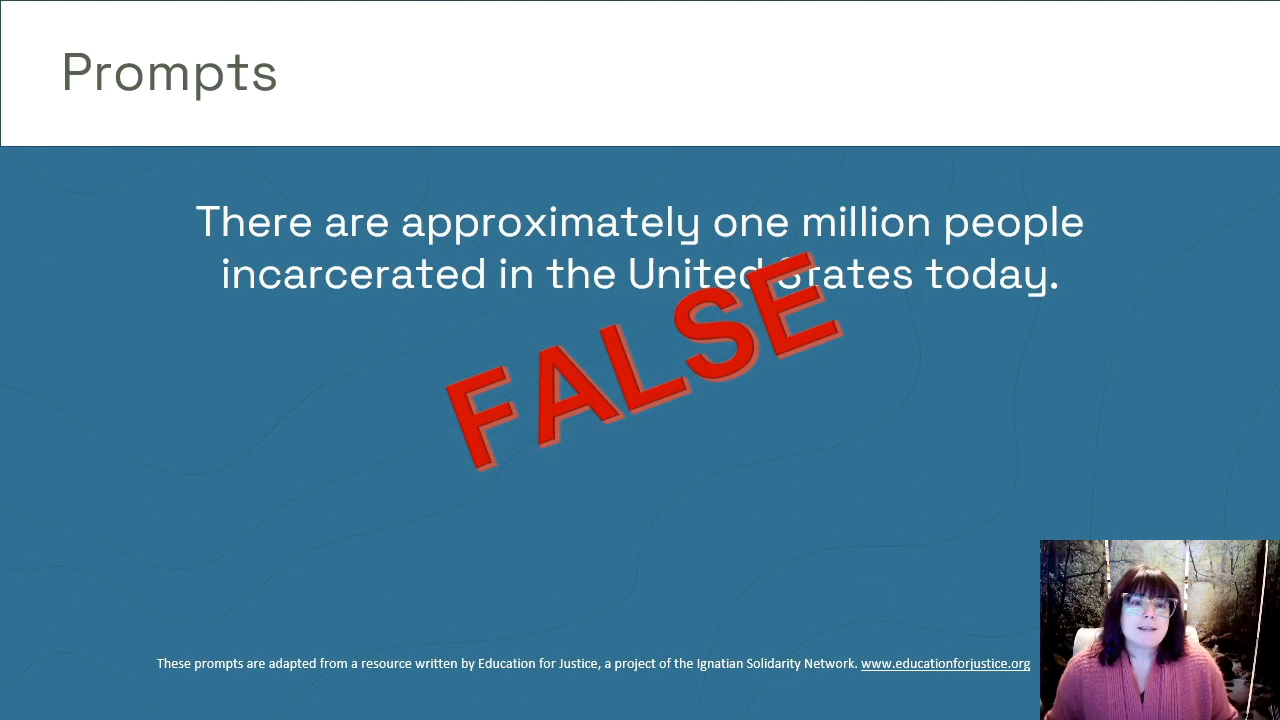 Prompts
There are approximately one million people
incarcerated in the United States today.
FALSE
These prompts are adapted from a resource written by Education for Justice, a project of the Ignatian Solidarity Network. www.educationforjustice.org